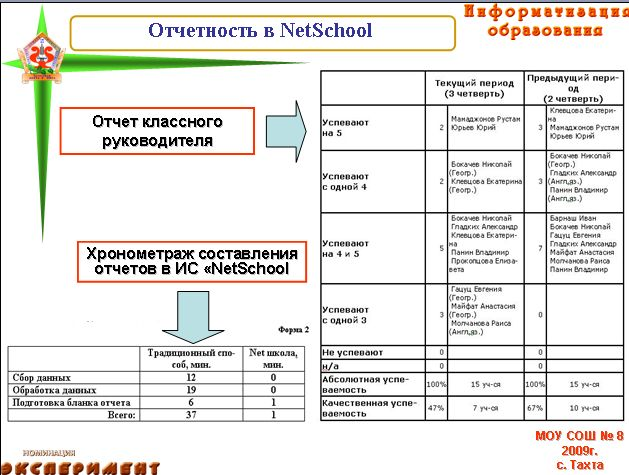 Отчетность в NetSchool
Информатизация
образования
Отчет классного
руководителя
Хронометраж составления
отчетов в ИС «NetSchool
Форма 2
Традиционный спо-
соб, мин.
Net школа,
мин.
Сбор данных 12 0
Обработка данных 19 0
Подготовка бланка отчета 6 1
Всего: 37 1
Текущий период
(3 четверть)
Предыдущий пери-
од
(2 четверть)
Успевают
на 5
2
Мамаджонов Рустан
Юрьев Юрий
3
Клевцова Екатери-
на
Мамаджонов Рустан
Юрьев Юрий
Успевают
с одной 4
2
Бокачев Николай
(Геогр.)
Клевцова Екатерина
(Геогр.)
3
Бокачев Николай
(Геогр.)
Гладких Александр
(Англ.яз.)
Панин Владимир
(Англ.яз.)
Успевают
на 4 и 5
5
Бокачев Николай
Гладких Александр
Клевцова Екатери-
на
Панин Владимир
Прокопцова Елиза-
вета
7
Барнаш Иван
Бокачев Николай
Гацуц Евгения
Гладких Александр
Майфат Анастасия
Молчанова Раиса
Панин Владимир
Успевают
с одной 3
3
Гацуц Евгения
(Геогр.)
Майфат Анастасия
(Геогр.)
Молчанова Раиса
(Англ.яз.)
0
Не успевают 0 0
н/а 0 0
Абсолютная успе-
ваемость
100% 15 уч-ся 100% 15 уч-ся
Качественная успе-
ваемость
47% 7 уч-ся 67% 10 уч-ся
МОУ СОШ № 8
2009г.
с. Тахта
НОМИНАЦИЯ
ЭКСПЕРИМЕНТ